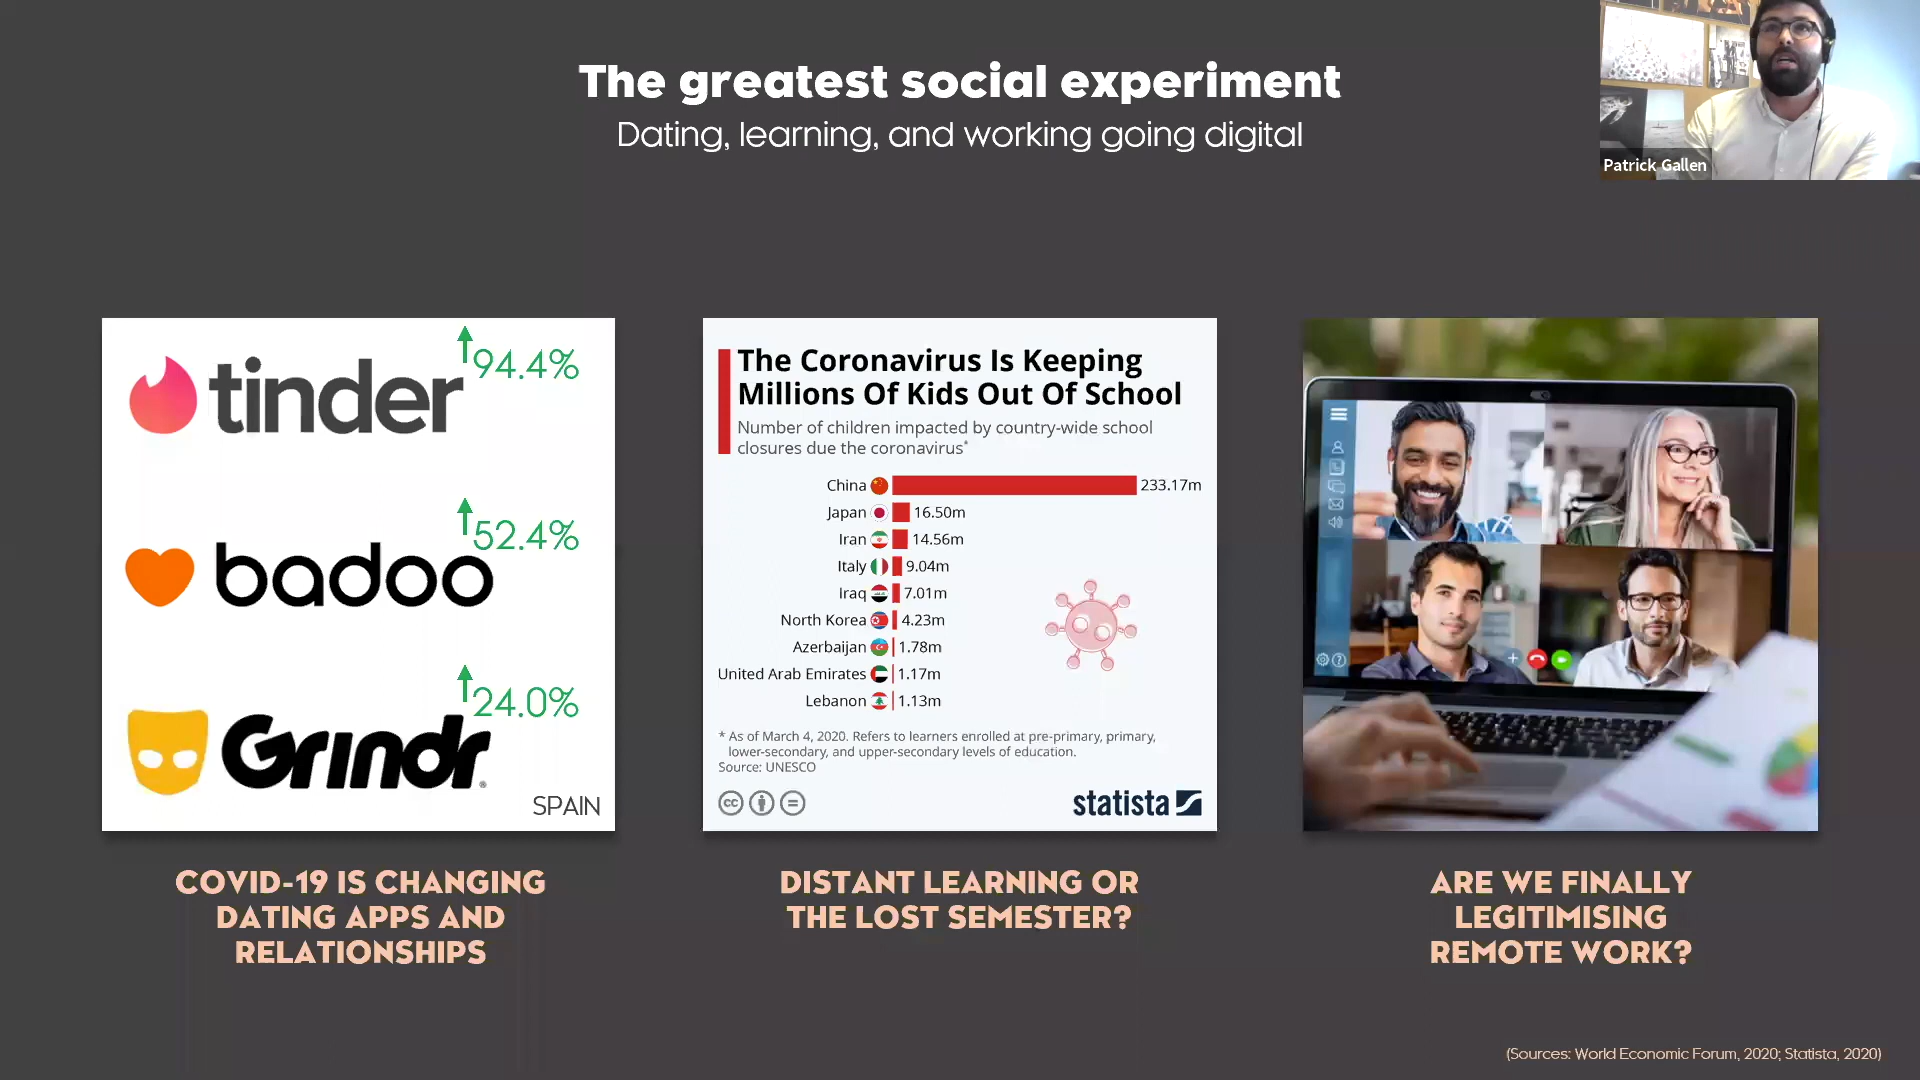 The greatest social experiment
Dating, learning, and working going digital
Patrick Gallen
tinder
94.4%
badoo
52.4%
Grindr
24.0%
SPAIN
COVID-19 IS CHANGING
DATING APPS AND
RELATIONSHIPS
The Coronavirus Is Keeping
Millions Of Kids Out Of School
Number of children impacted by country-wide school
closures due the coronavirus*
China 233.17m
Japan 16.50m
Iran 14.56m
Italy 9.04m
Iraq 7.01m
North Korea 4.23m
Azerbaijan 1.78m
United Arab Emirates 1.17m
Lebanon 1.13m
* As of March 4, 2020. Refers to learners enrolled at pre-primary, primary,
lower-secondary, and upper-secondary levels of education.
Source: UNESCO
cc
statista
DISTANT LEARNING OR
THE LOST SEMESTER?
ARE WE FINALLY
LEGITIMISING
REMOTE WORK?
(Sources: World Economic Forum, 2020; Statista, 2020)